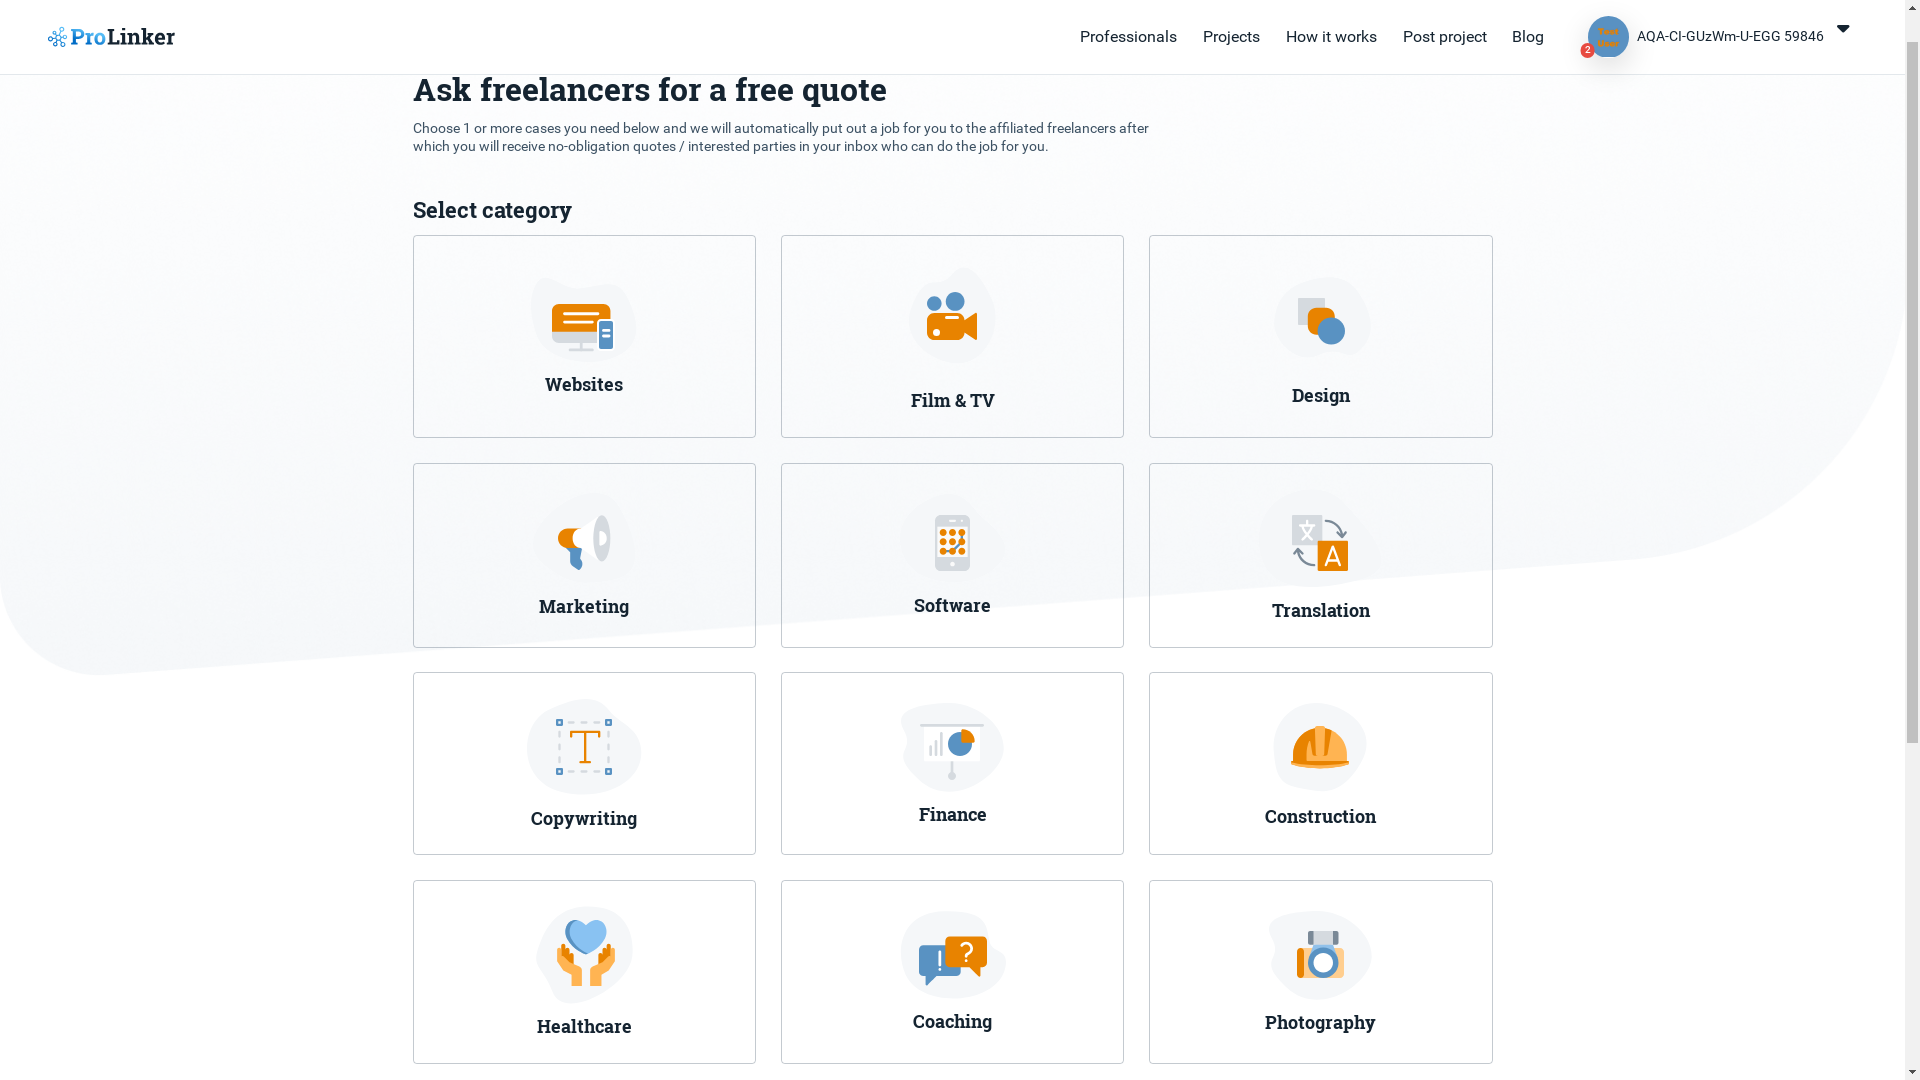 ProLinker
Professionals
Projects
How it works
Post project
Blog
Test
User
2
AQA-CI-GUzWm-U-EGG 59846
Ask freelancers for a free quote
Choose 1 or more cases you need below and we will automatically put out a job for you to the affiliated freelancers after
which you will receive no-obligation quotes / interested parties in your inbox who can do the job for you.
Select category
Websites
Film & TV
Design
Marketing
Software
文
A
Translation
T
Copywriting
Finance
Construction
Healthcare
!
?
Coaching
Photography